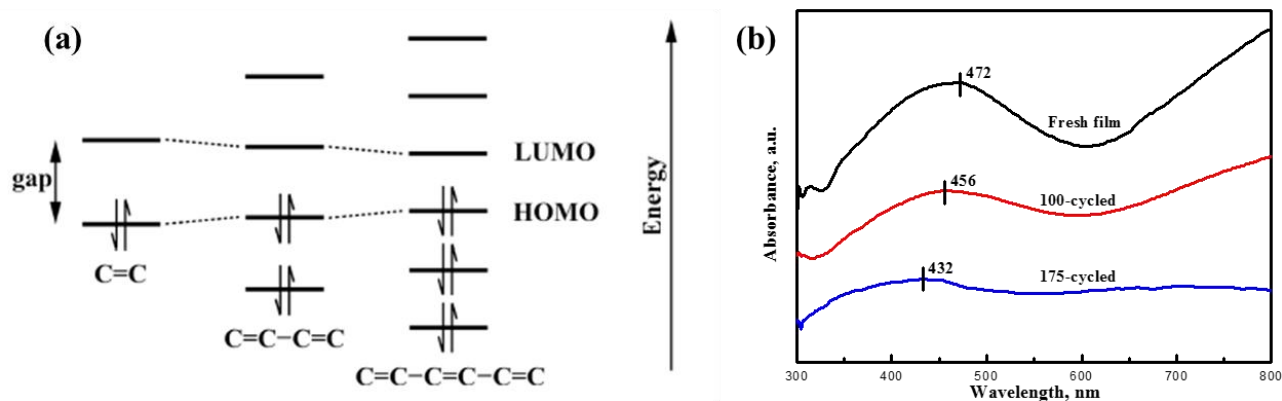 (a)
gap
LUMO
HOMO
C=C
C=C-C=C
C=C-C=C-C=C
Energy
(b)
Absorbance, a.u.
472
Fresh film
456
100-cycled
432
175-cycled
300 400 500 600 700 800
Wavelength, nm